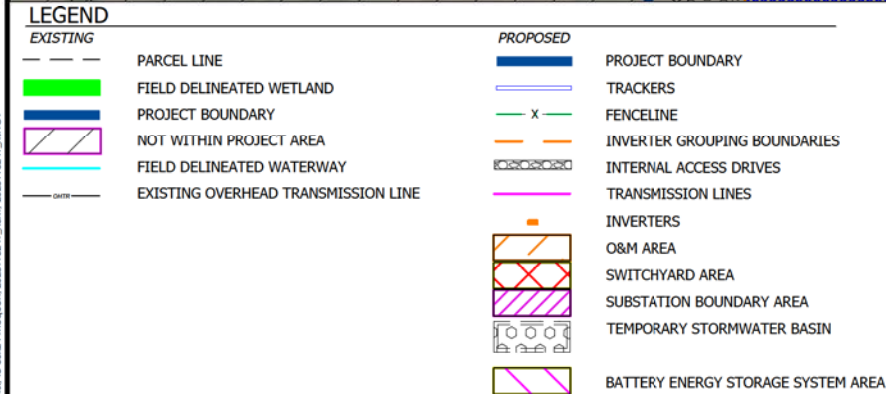 LEGEND
EXISTING
PARCEL LINE
FIELD DELINEATED WETLAND
PROJECT BOUNDARY
NOT WITHIN PROJECT AREA
FIELD DELINEATED WATERWAY
OHTR
EXISTING OVERHEAD TRANSMISSION LINE
PROPOSED
PROJECT BOUNDARY
TRACKERS
X
FENCELINE
INVERTER GROUPING BOUNDARIES
INTERNAL ACCESS DRIVES
TRANSMISSION LINES
INVERTERS
O&M AREA
SWITCHYARD AREA
SUBSTATION BOUNDARY AREA
TEMPORARY STORMWATER BASIN
BATTERY ENERGY STORAGE SYSTEM AREA